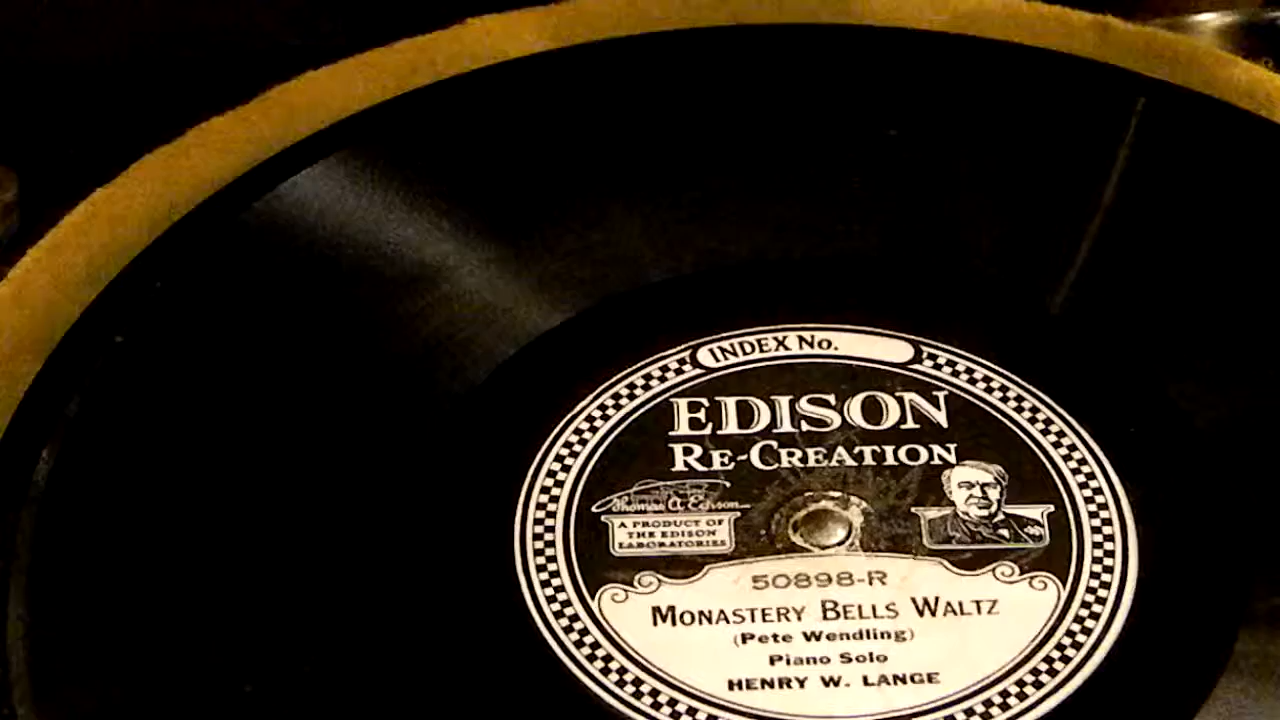 INDEX No.
EDISON
RE-CREATION
Thomas A Edison
A PRODUCT OF
THE EDISON
LABORATORIES
50898-R
MONASTERY BELLS WALTZ
(Pete Wendling)
Piano Solo
HENRY W. LANGE